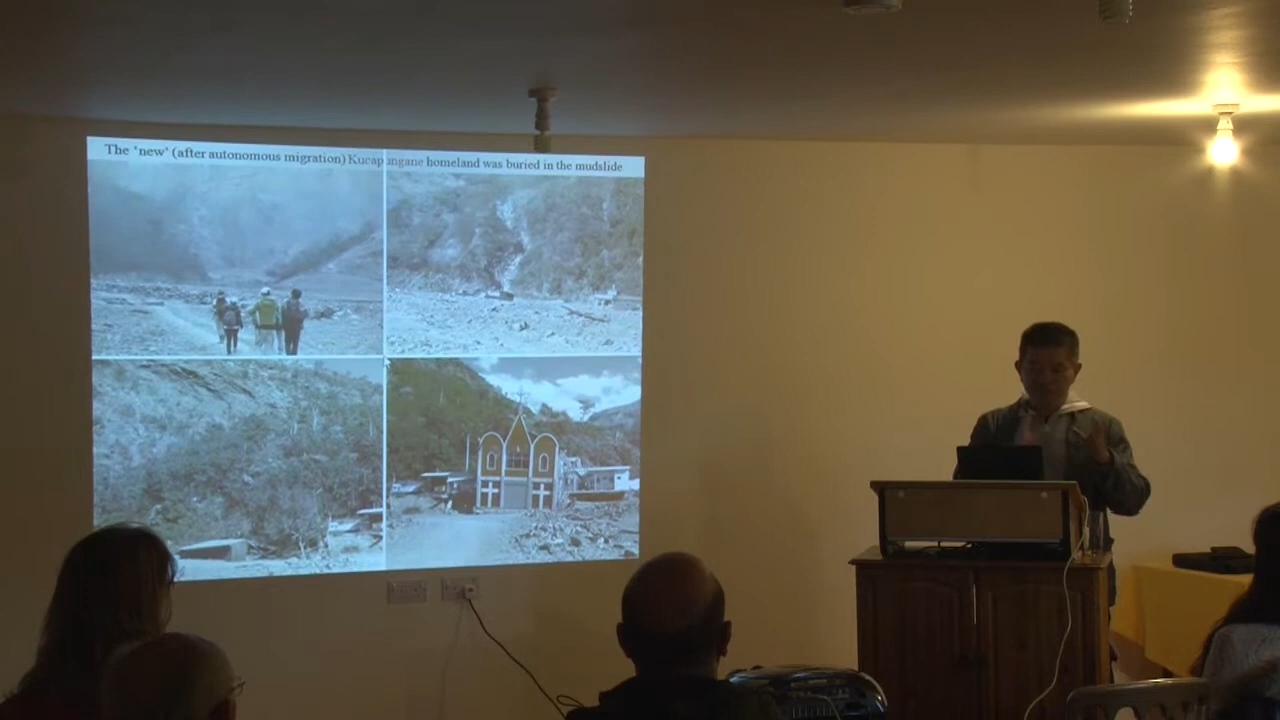 The 'new' (after autonomous migration) Kucapungane homeland was buried in the mudslide